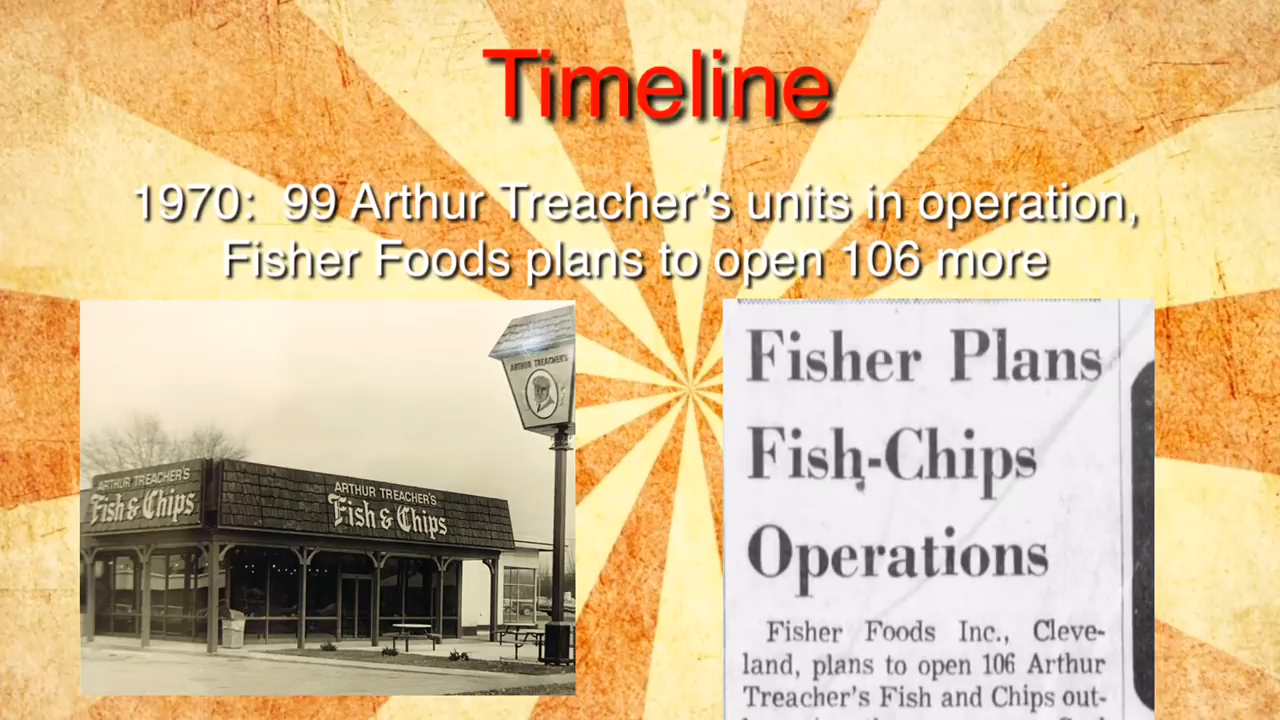 Timeline
1970: 99 Arthur Treacher's units in operation,
Fisher Foods plans to open 106 more
ARTHUR TREACHER'S
ARTHUR TREACHER'S
Fish & Chips
ARTHUR TREACHER'S
Fish & Chips
Fisher Plans
Fish-Chips
Operations
Fisher Foods Inc., Cleve-
land, plans to open 106 Arthur
Treacher's Fish and Chips out-